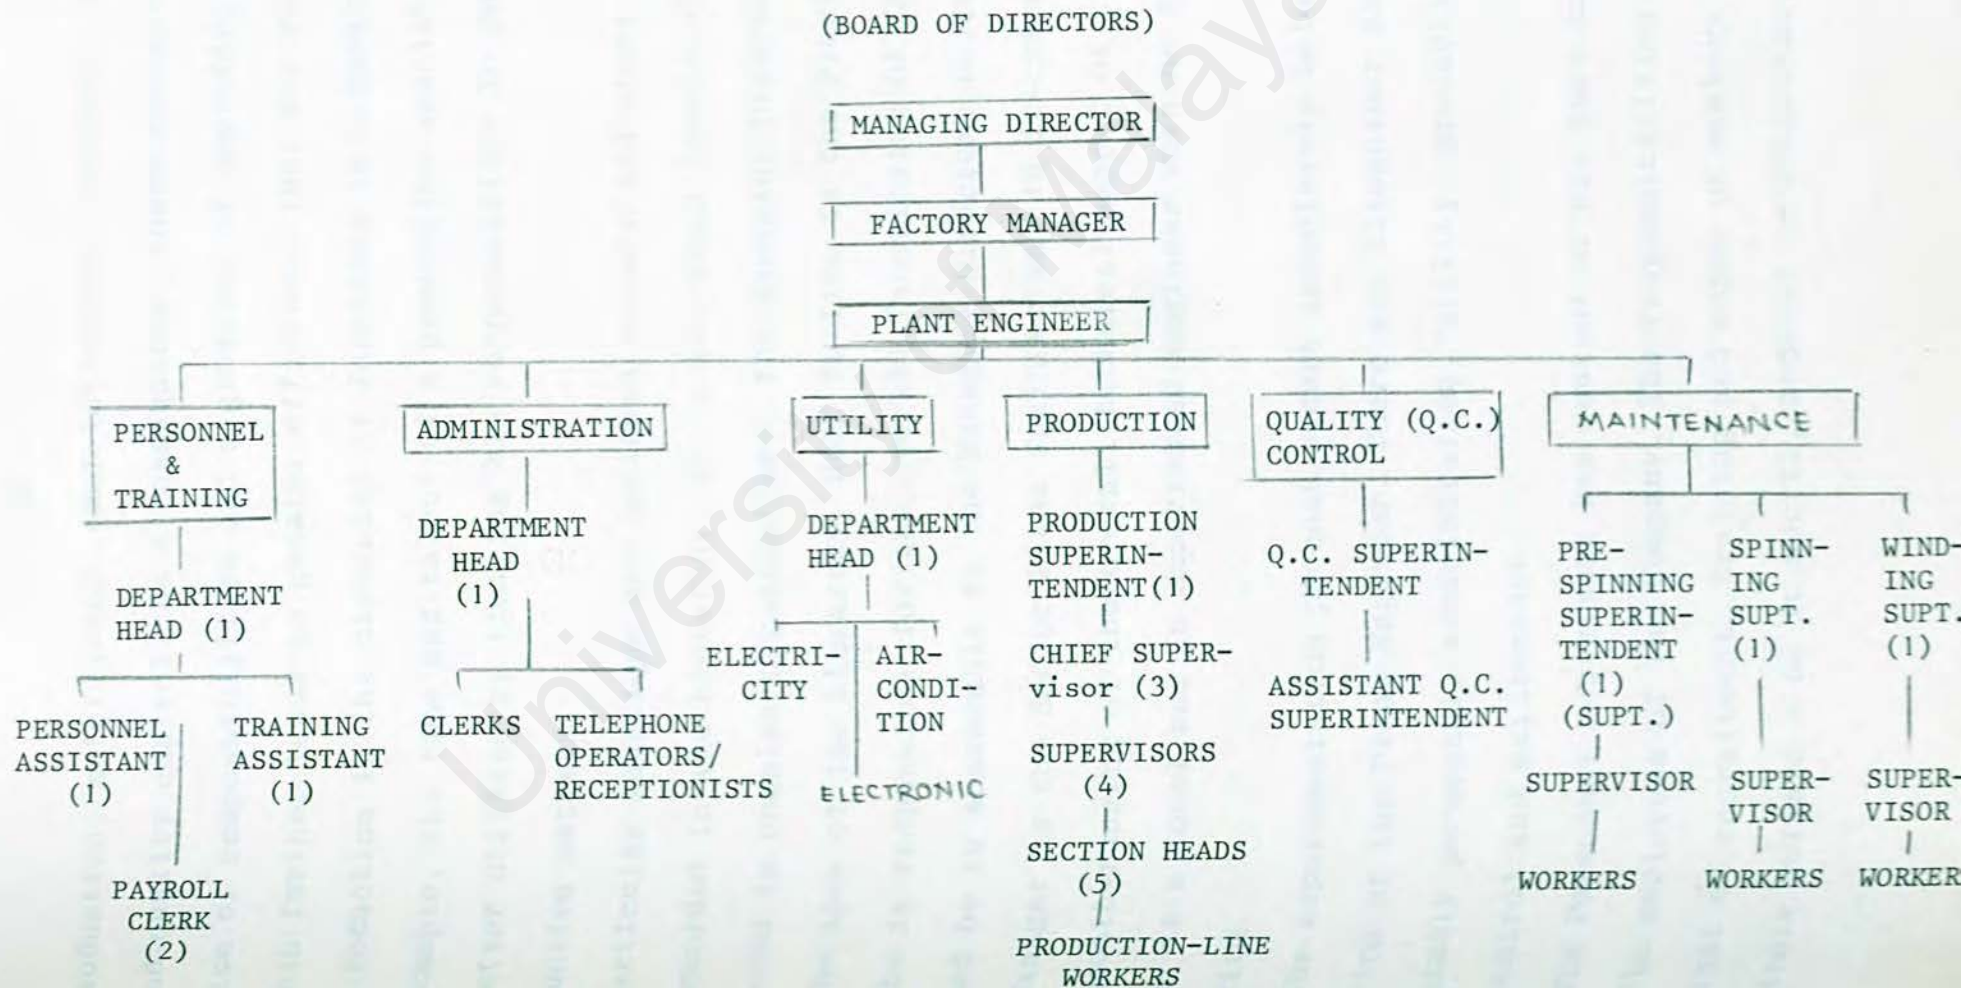 (BOARD OF DIRECTORS)
MANAGING DIRECTOR
FACTORY MANAGER
PLANT ENGINEER
PERSONNEL
&
TRAINING
DEPARTMENT
HEAD (1)
PERSONNEL
ASSISTANT
(1)
TRAINING
ASSISTANT
(1)
PAYROLL
CLERK
(2)
ADMINISTRATION
DEPARTMENT
HEAD
(1)
CLERKS
TELEPHONE
OPERATORS/
RECEPTIONISTS
UTILITY
DEPARTMENT
HEAD (1)
ELECTRI-
CITY
AIR-
CONDI-
TION
ELECTRONIC
PRODUCTION
PRODUCTION
SUPERIN-
TENDENT(1)
CHIEF SUPER-
visor (3)
SUPERVISORS
(4)
SECTION HEADS
(5)
PRODUCTION-LINE
WORKERS
QUALITY (Q.C.)
CONTROL
Q.C. SUPERIN-
TENDENT
ASSISTANT Q.C.
SUPERINTENDENT
MAINTENANCE
PRE-
SPINNING
SUPERIN-
TENDENT
(1)
(SUPT.)
SUPERVISOR
WORKERS
SPINN-
ING
SUPT.
(1)
SUPER-
VISOR
WORKERS
WIND-
ING
SUPT.
(1)
SUPER-
VISOR
WORKER
University of Malaya